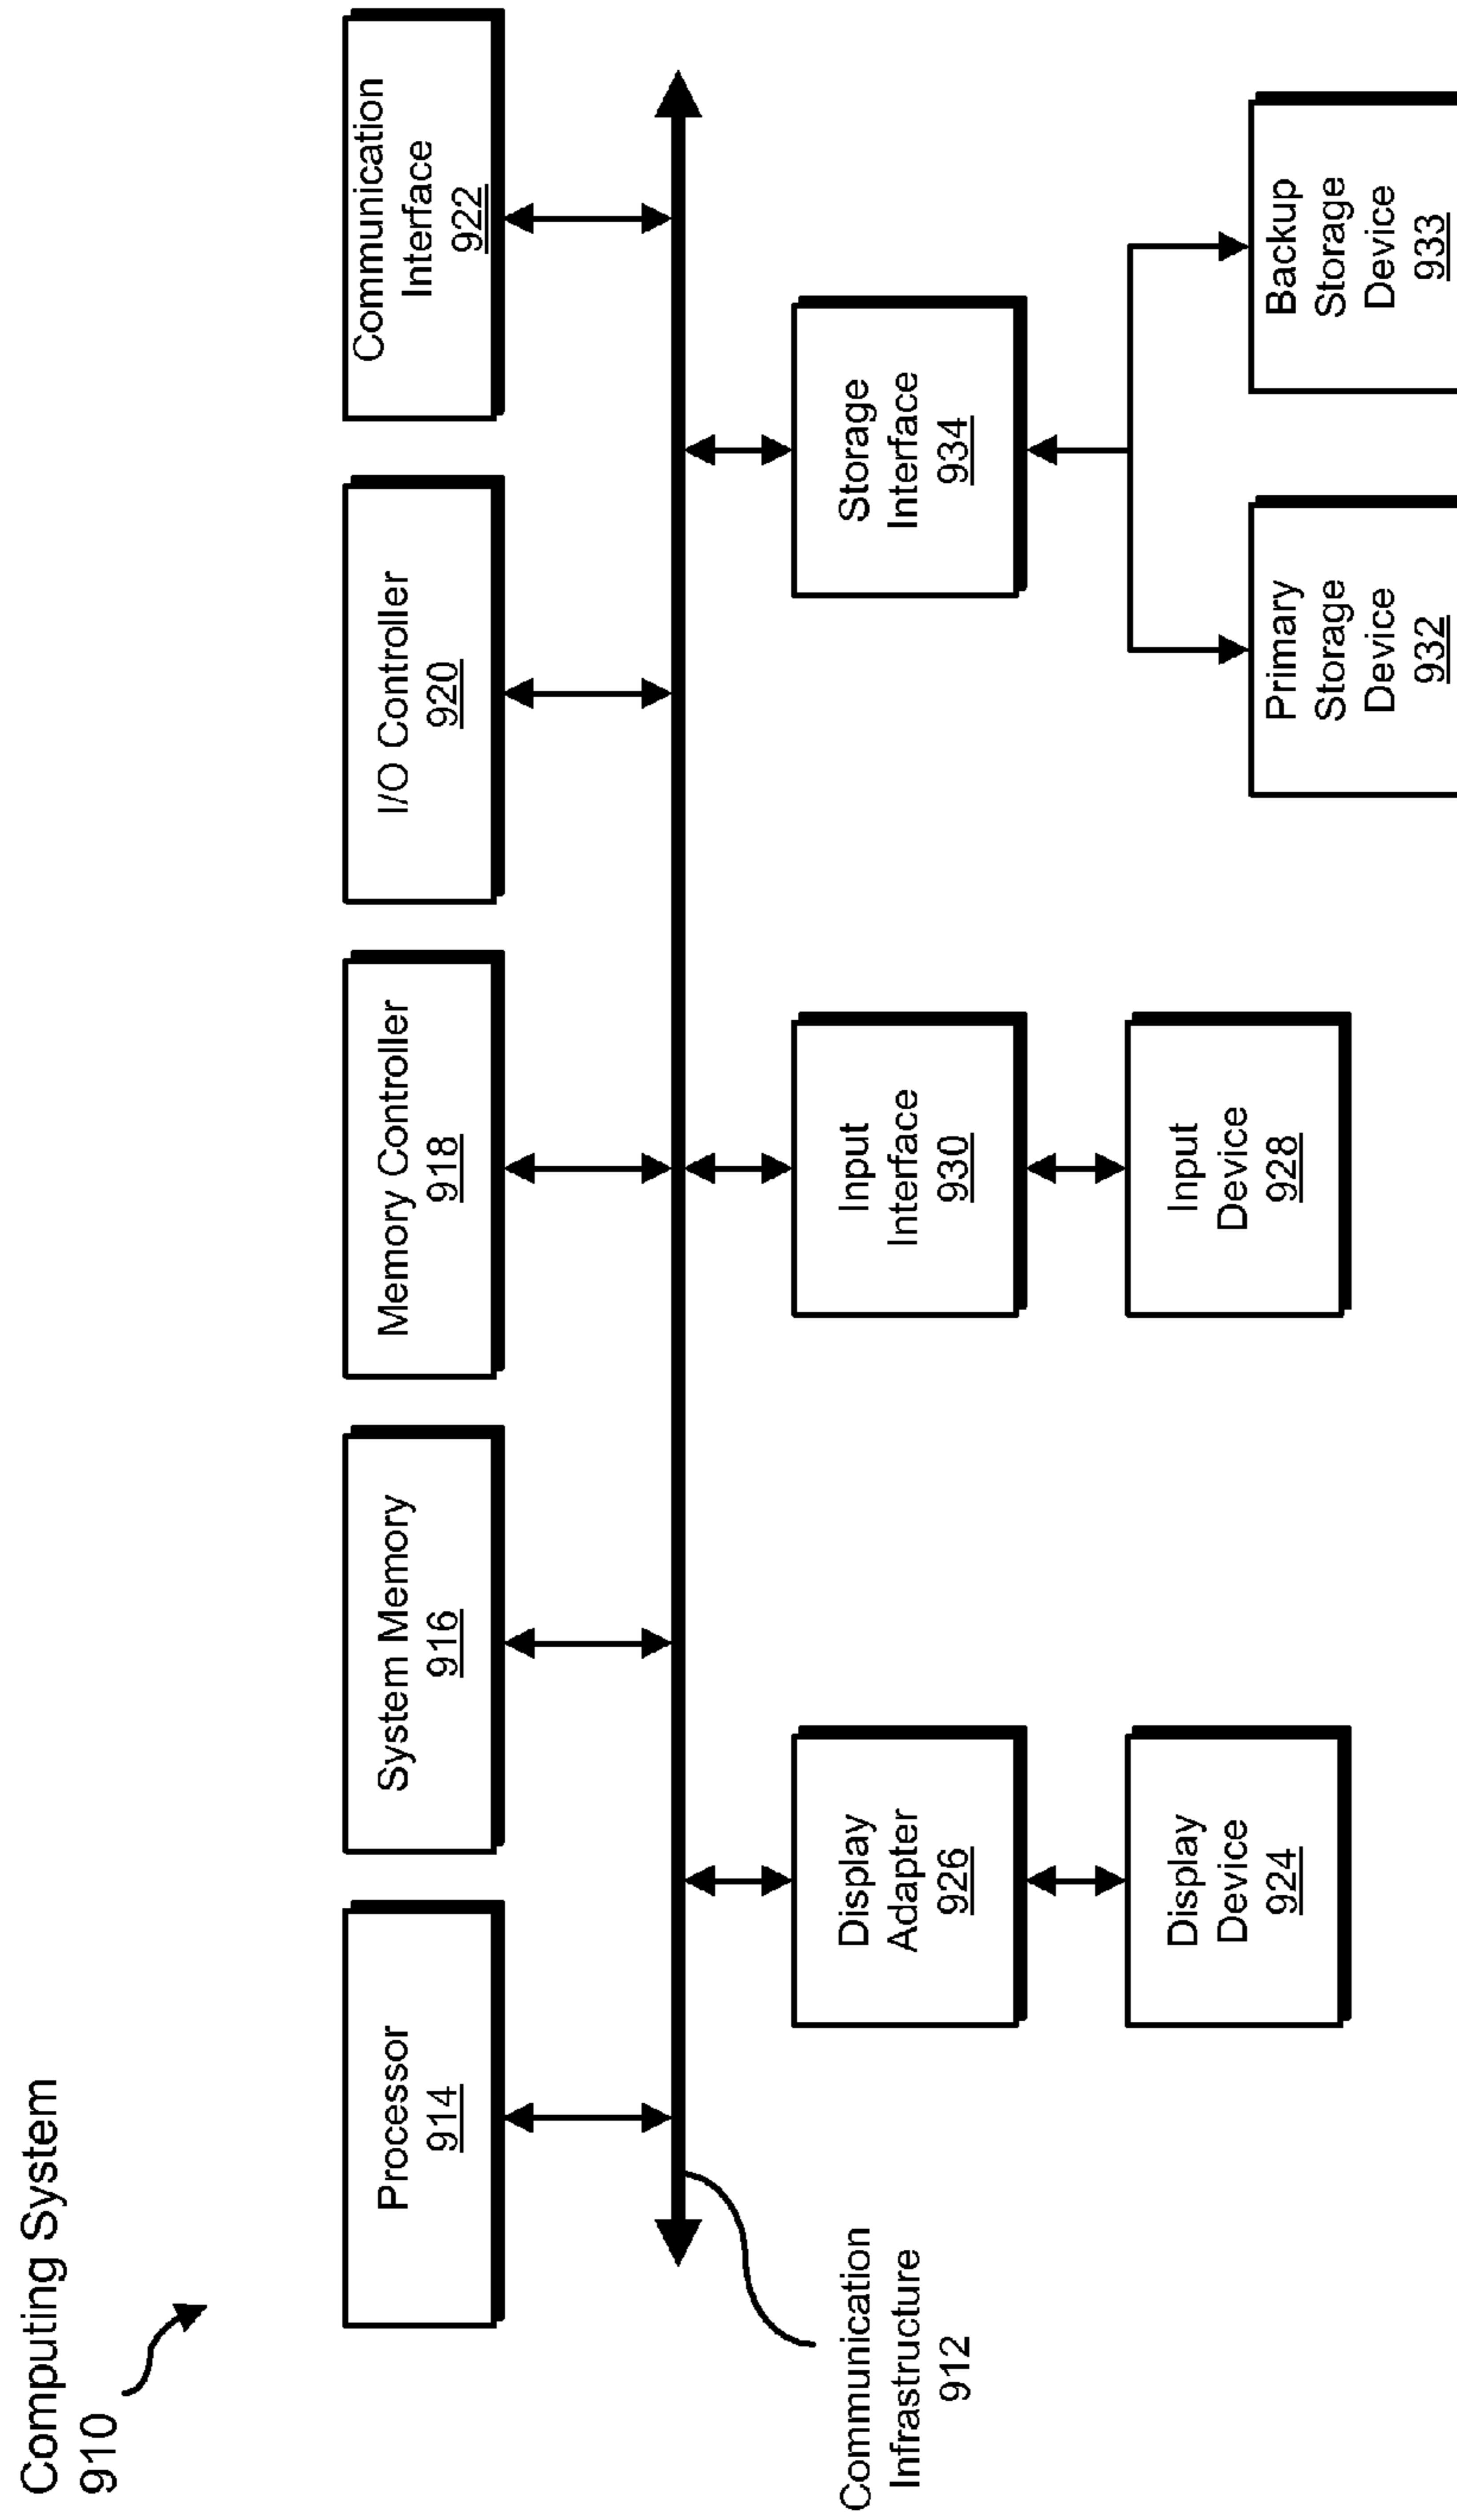 Computing System
910
Processor
914
System Memory
916
Memory Controller
918
I/O Controller
920
Communication
Interface
922
Communication
Infrastructure
912
Display
Adapter
926
Input
Interface
930
Storage
Interface
934
Display
Device
924
Input
Device
928
Primary
Storage
Device
932
Backup
Storage
Device
933